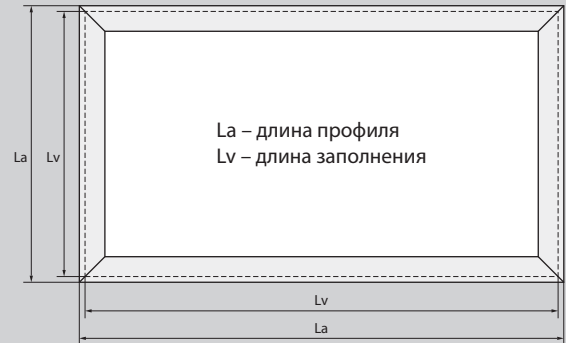 La – длина профиля
Lv – длина заполнения
La
Lv
Lv
La